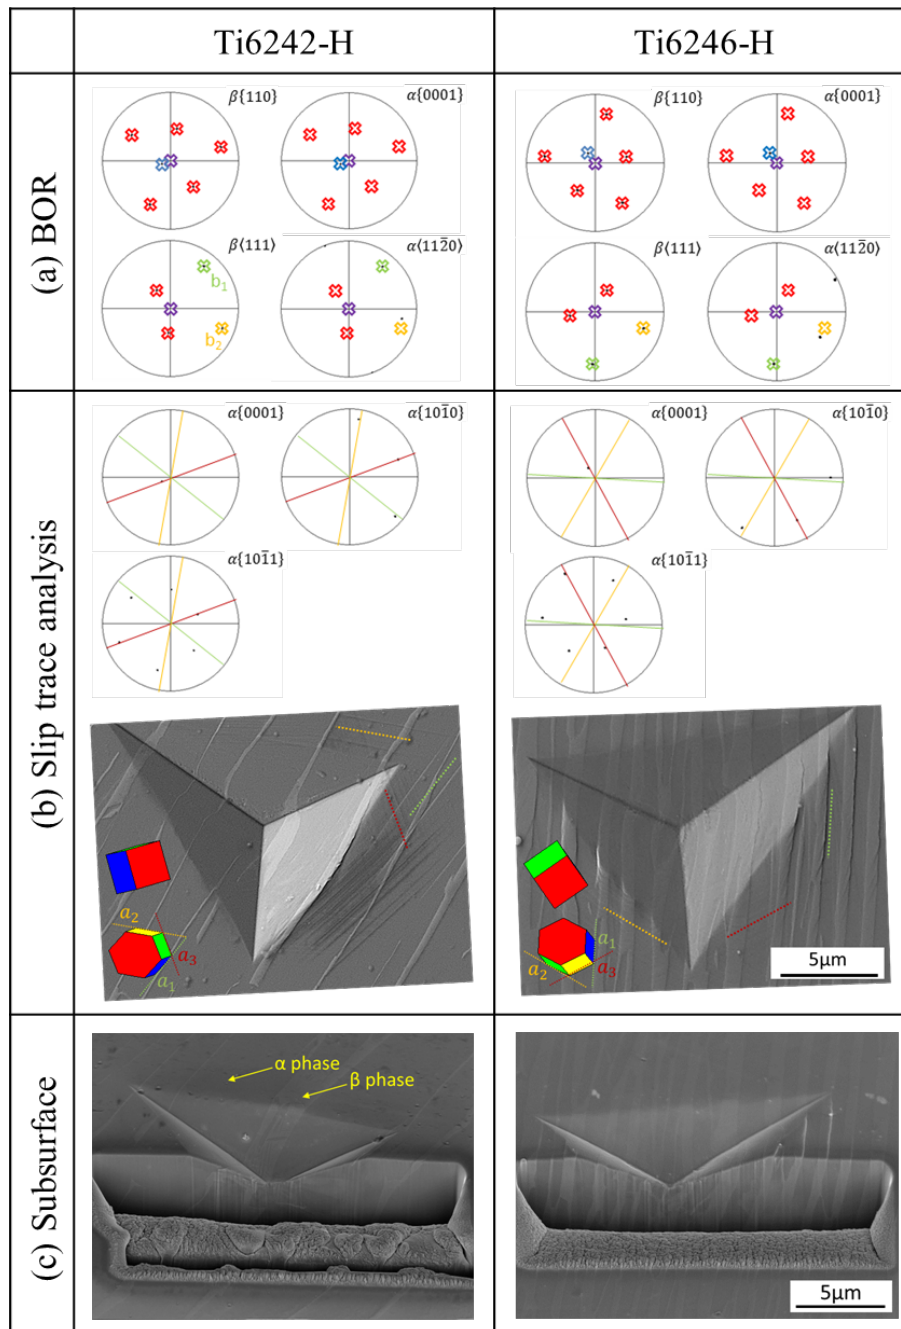 Ti6242-H
Ti6246-H
(a) BOR
β{110}
α{0001}
β{110}
α{0001}
β⟨111⟩
α⟨112̄0⟩
β⟨111⟩
α⟨112̄0⟩
b₁
b₂
(b) Slip trace analysis
α{0001}
α{101̄0}
α{0001}
α{101̄0}
α{101̄1}
α{101̄1}
a₂
a₃
a₁
a₁
a₂
a₃
5μm
(c) Subsurface
α phase
β phase
5μm